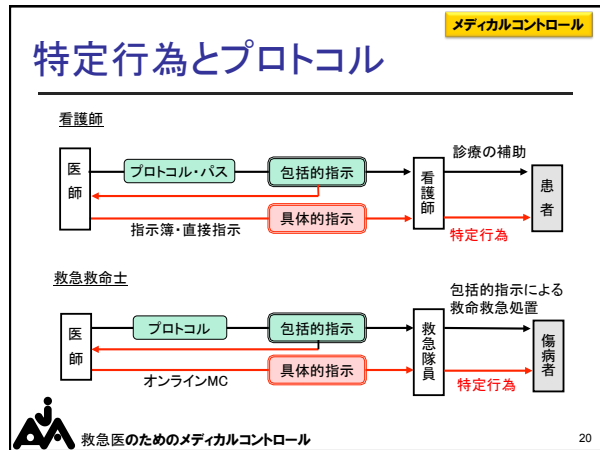 メディカルコントロール
特定行為とプロトコル
看護師
医
師
プロトコル・パス
包括的指示
看
護
師
診療の補助
患
者
指示簿・直接指示
具体的指示
特定行為
救急救命士
医
師
プロトコル
包括的指示
救
急
隊
員
包括的指示による
救命救急処置
傷
病
者
オンラインMC
具体的指示
特定行為
救急医のためのメディカルコントロール
20